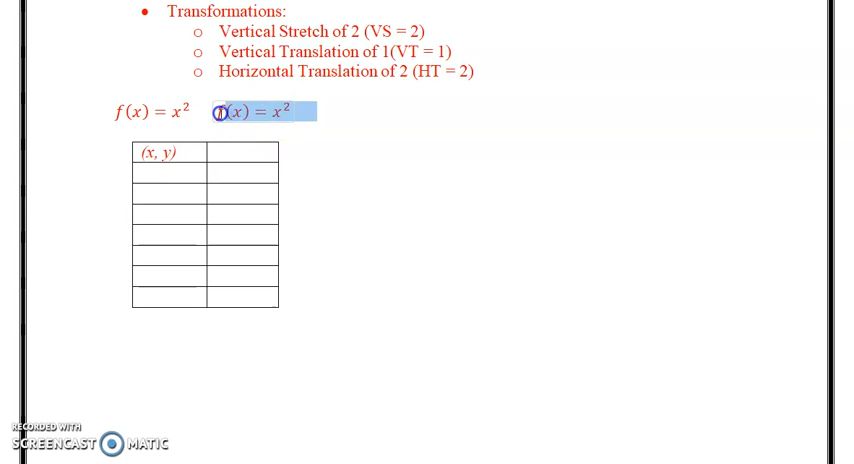 • Transformations:
o Vertical Stretch of 2 (VS = 2)
o Vertical Translation of 1(VT = 1)
o Horizontal Translation of 2 (HT = 2)
f(x) = x² f(x) = x²
(x, y)
RECORDED WITH
SCREENCAST MATIC